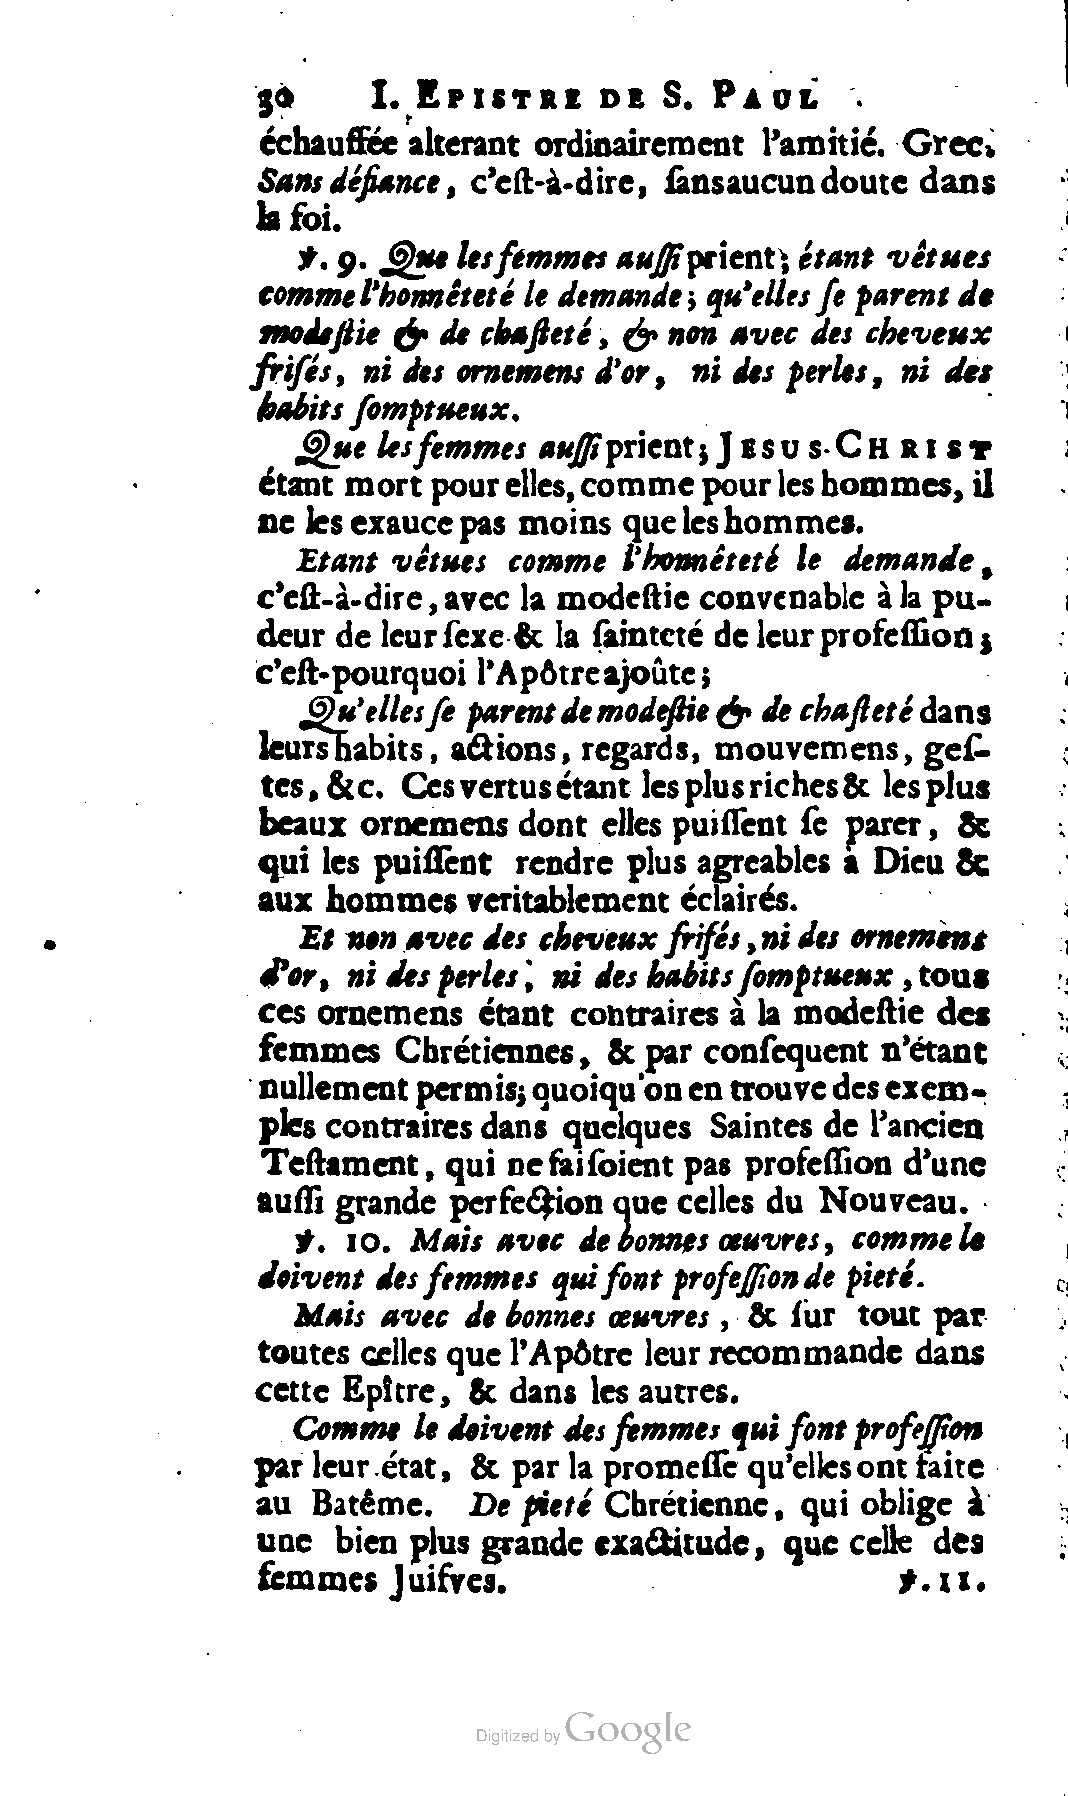 30 I. EPISTRE DE S. PAUL
échauffée alterant ordinairement l'amitié. Grec.
Sans défiance, c'eſt-à-dire, ſans aucun doute dans
la foi.
℣. 9. Que les femmes auſſi prient; étant vêtues
comme l'honnêteté le demande; qu'elles ſe parent de
modeſtie & de chaſteté, & non avec des cheveux
friſés, ni des ornemens d'or, ni des perles, ni des
habits ſomptueux.
Que les femmes auſſi prient; JESUS-CHRIST
étant mort pour elles, comme pour les hommes, il
ne les exauce pas moins que les hommes.
Etant vêtues comme l'honnêteté le demande,
c'eſt-à-dire, avec la modeſtie convenable à la pu-
deur de leur ſexe & la ſainteté de leur profeſſion;
c'eſt-pourquoi l'Apôtre ajoûte;
Qu'elles ſe parent de modeſtie & de chaſteté dans
leurs habits, actions, regards, mouvemens, geſ-
tes, &c. Ces vertus étant les plus riches & les plus
beaux ornemens dont elles puiſſent ſe parer, &
qui les puiſſent rendre plus agreables à Dieu &
aux hommes veritablement éclairés.
Et non avec des cheveux friſés, ni des ornemens
d'or, ni des perles, ni des habits ſomptueux, tous
ces ornemens étant contraires à la modeſtie des
femmes Chrétiennes, & par conſequent n'étant
nullement permis; quoiqu'on en trouve des exem-
ples contraires dans quelques Saintes de l'ancien
Teſtament, qui ne faiſoient pas profeſſion d'une
auſſi grande perfection que celles du Nouveau.
℣. 10. Mais avec de bonnes œuvres, comme le
doivent des femmes qui font profeſſion de pieté.
Mais avec de bonnes œuvres, & ſur tout par
toutes celles que l'Apôtre leur recommande dans
cette Epître, & dans les autres.
Comme le doivent des femmes qui font profeſſion
par leur état, & par la promeſſe qu'elles ont faite
au Batême. De pieté Chrétienne, qui oblige à
une bien plus grande exactitude, que celle des
femmes Juifves. ℣. 11.
Digitized by Google